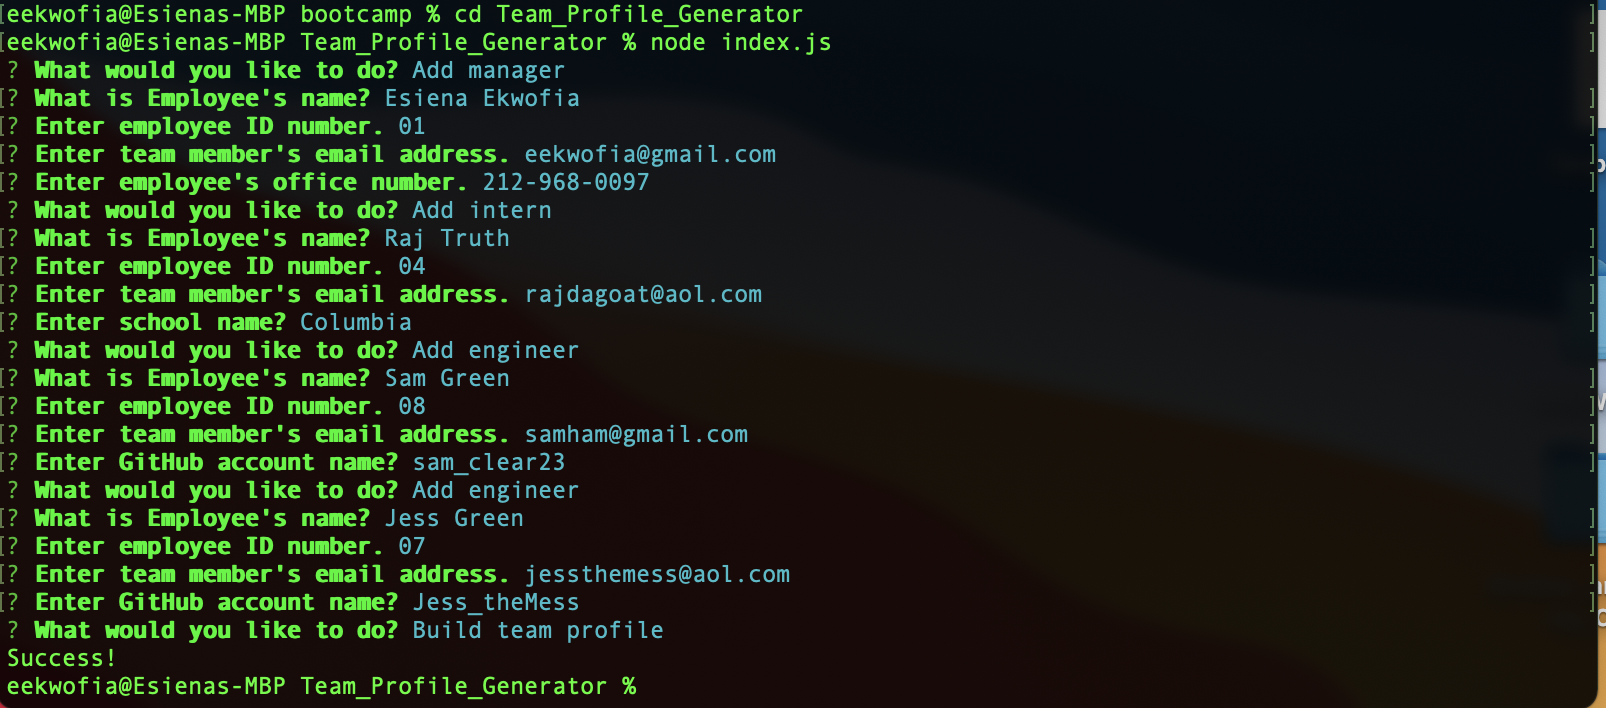 [eekwofia@Esienas-MBP bootcamp % cd Team_Profile_Generator ]
[eekwofia@Esienas-MBP Team_Profile_Generator % node index.js ]
? What would you like to do? Add manager
[? What is Employee's name? Esiena Ekwofia ]
[? Enter employee ID number. 01 ]
[? Enter team member's email address. eekwofia@gmail.com ]
[? Enter employee's office number. 212-968-0097 ]
? What would you like to do? Add intern
[? What is Employee's name? Raj Truth ]
[? Enter employee ID number. 04 ]
[? Enter team member's email address. rajdagoat@aol.com ]
[? Enter school name? Columbia ]
? What would you like to do? Add engineer
[? What is Employee's name? Sam Green ]
[? Enter employee ID number. 08 ]
[? Enter team member's email address. samham@gmail.com ]
[? Enter GitHub account name? sam_clear23 ]
? What would you like to do? Add engineer
[? What is Employee's name? Jess Green ]
[? Enter employee ID number. 07 ]
[? Enter team member's email address. jessthemess@aol.com ]
[? Enter GitHub account name? Jess_theMess ]
? What would you like to do? Build team profile
Success!
eekwofia@Esienas-MBP Team_Profile_Generator %